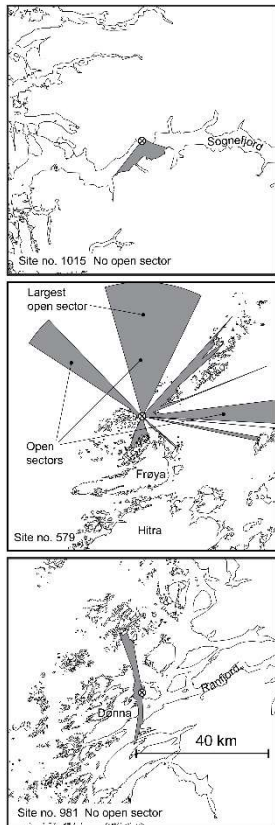 Sognefjord
Site no. 1015 No open sector
Largest
open sector
Open
sectors
Frøya
Hitra
Site no. 579
Ranfjord
Dønna
40 km
Site no. 981 No open sector